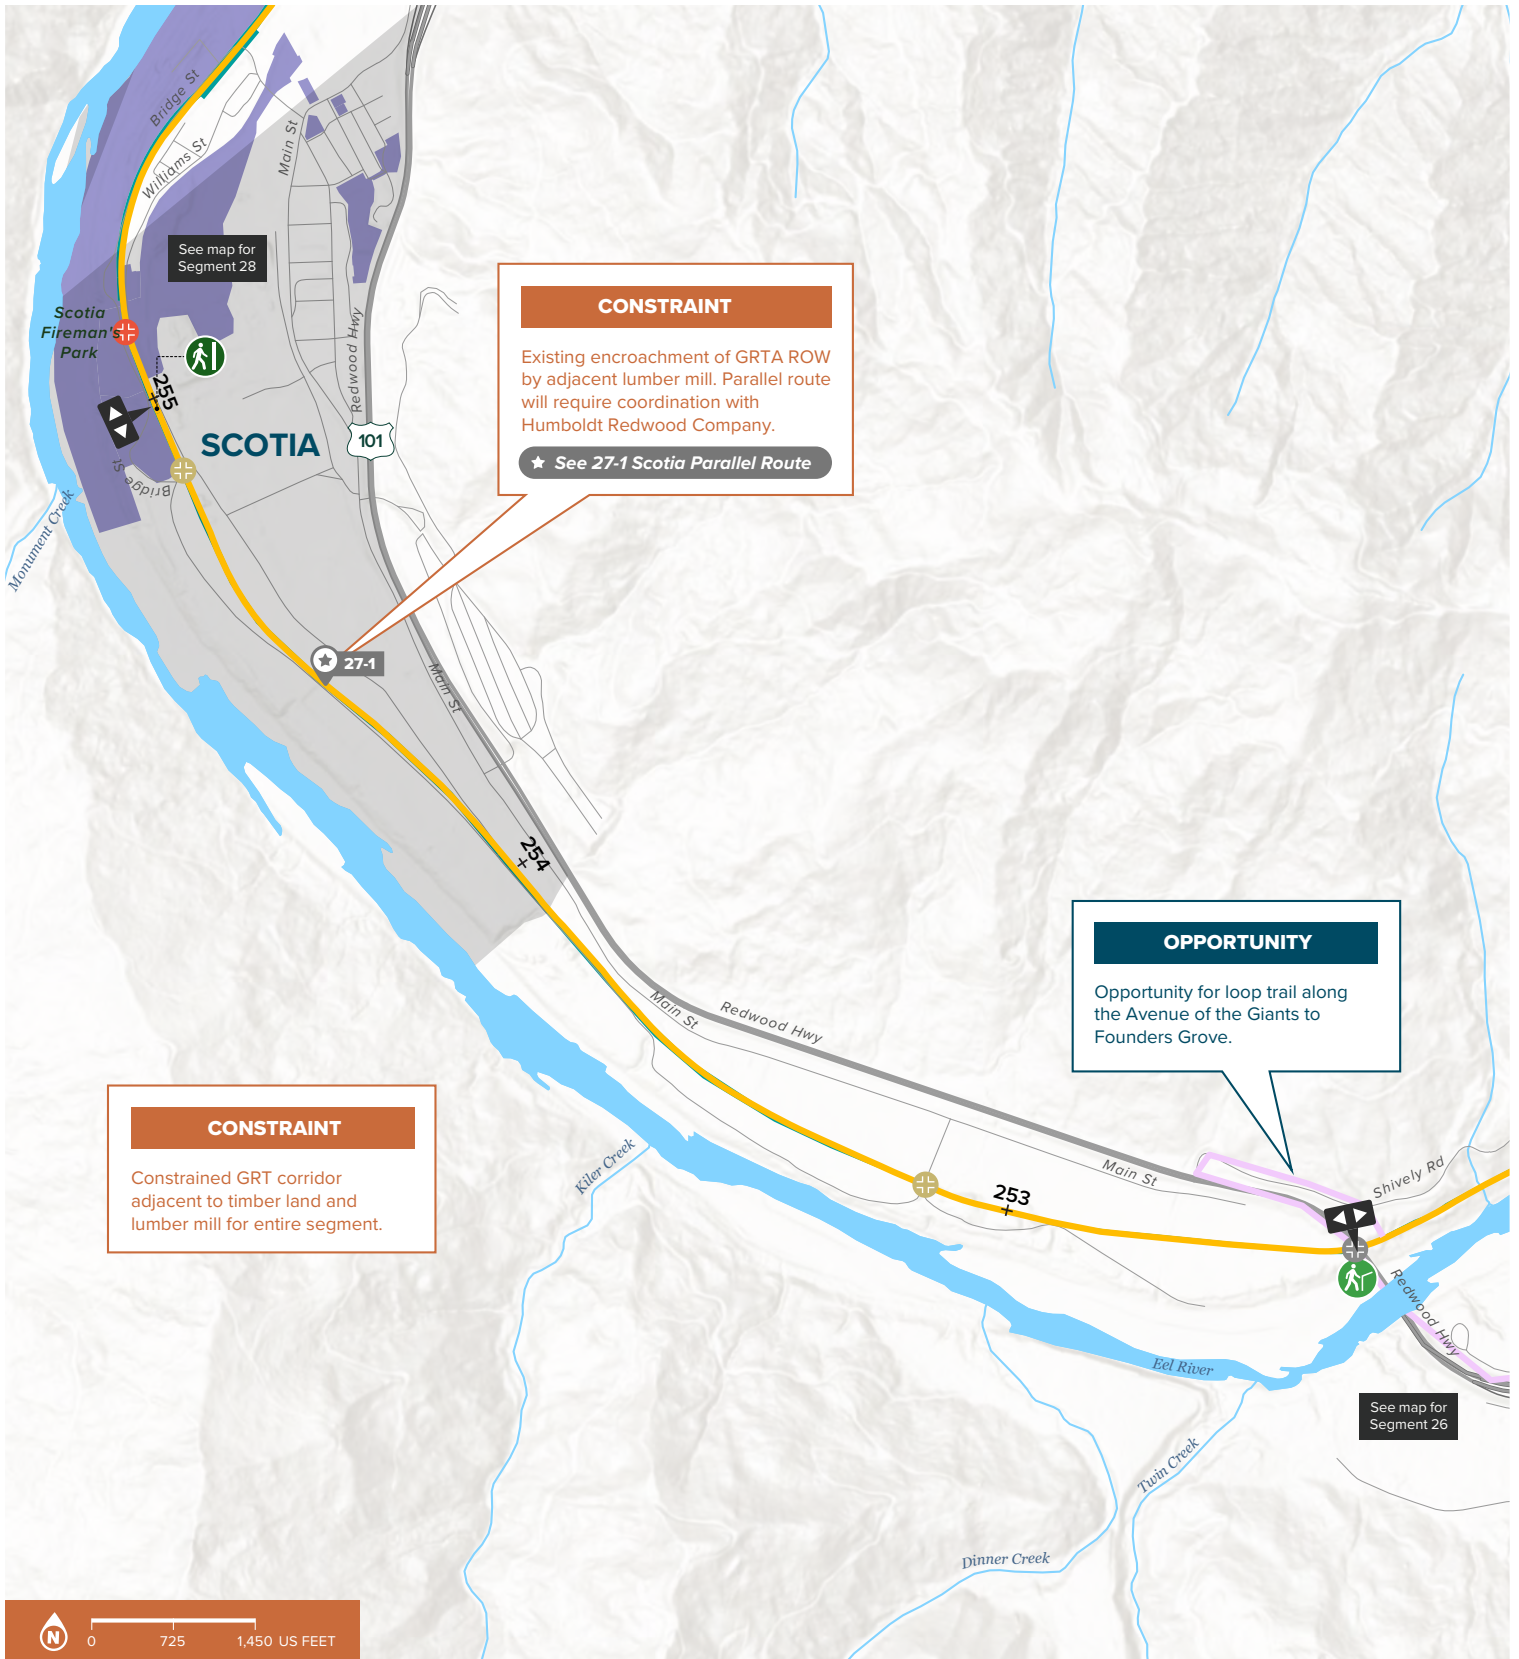 Bridge St
Williams St
Main St
See map for
Segment 28
Scotia
Fireman's
Park
255
SCOTIA
Redwood Hwy
101
Bridge St
Monument Creek
CONSTRAINT
Existing encroachment of GRTA ROW
by adjacent lumber mill. Parallel route
will require coordination with
Humboldt Redwood Company.
See 27-1 Scotia Parallel Route
27-1
Main St
254
Main St
Redwood Hwy
OPPORTUNITY
Opportunity for loop trail along
the Avenue of the Giants to
Founders Grove.
CONSTRAINT
Constrained GRT corridor
adjacent to timber land and
lumber mill for entire segment.
Kiler Creek
253
Main St
Shively Rd
Redwood Hwy
Eel River
See map for
Segment 26
Twin Creek
Dinner Creek
N
0 725 1,450 US FEET